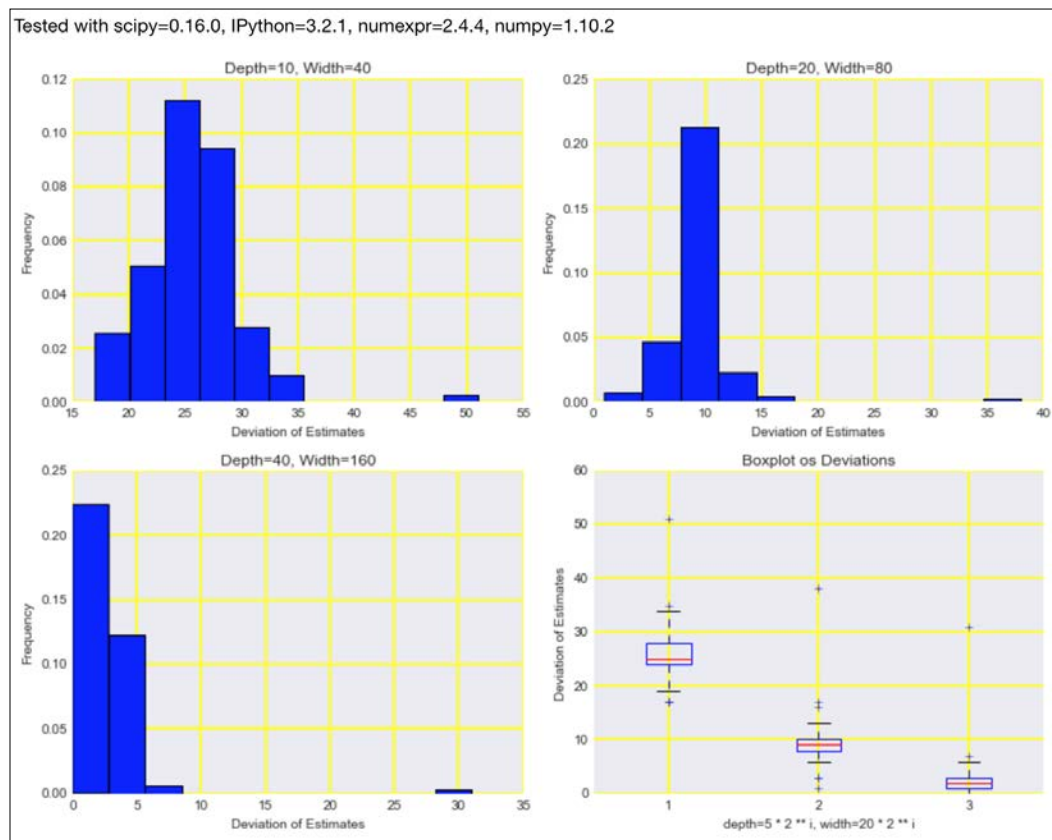 Tested with scipy=0.16.0, IPython=3.2.1, numexpr=2.4.4, numpy=1.10.2
Depth=10, Width=40
0.12
0.10
0.08
0.06
0.04
0.02
0.00
Frequency
15 20 25 30 35 40 45 50 55
Deviation of Estimates
Depth=20, Width=80
0.25
0.20
0.15
0.10
0.05
0.00
Frequency
0 5 10 15 20 25 30 35 40
Deviation of Estimates
Depth=40, Width=160
0.25
0.20
0.15
0.10
0.05
0.00
Frequency
0 5 10 15 20 25 30 35
Deviation of Estimates
Boxplot os Deviations
60
50
40
30
20
10
0
Deviation of Estimates
1 2 3
depth=5 * 2 ** i, width=20 * 2 ** i